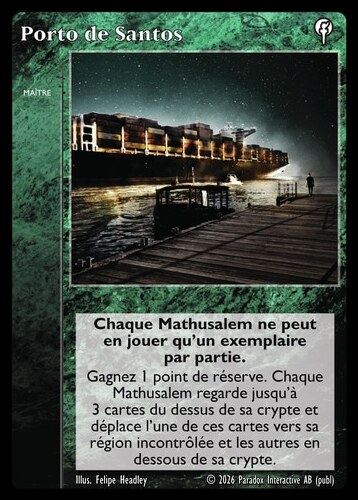 Porto de Santos
MAÎTRE
Chaque Mathusalem ne peut
en jouer qu'un exemplaire
par partie.
Gagnez 1 point de réserve. Chaque
Mathusalem regarde jusqu'à
3 cartes du dessus de sa crypte et
déplace l'une de ces cartes vers sa
région incontrôlée et les autres en
dessous de sa crypte.
Illus. Felipe Headley
© 2026 Paradox Interactive AB (publ)